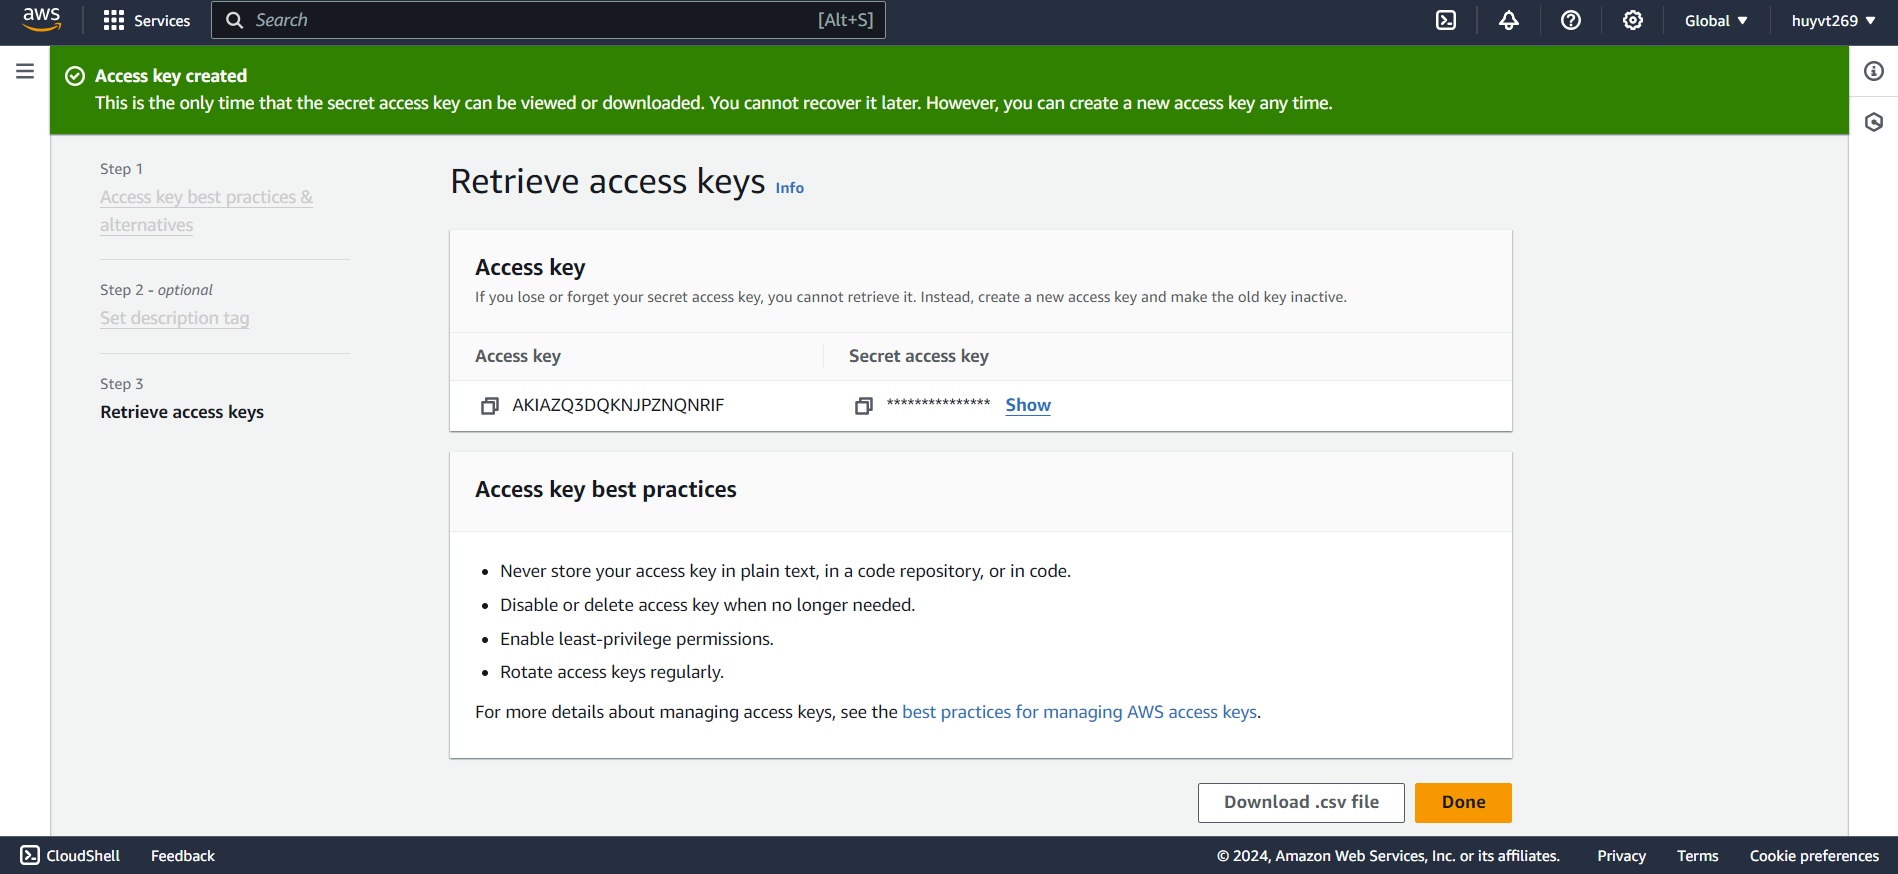 aws
Services
Search
[Alt+S]
Global
huyvt269
Access key created
This is the only time that the secret access key can be viewed or downloaded. You cannot recover it later. However, you can create a new access key any time.
Step 1
Access key best practices &
alternatives
Step 2 - optional
Set description tag
Step 3
Retrieve access keys
Retrieve access keys Info
Access key
If you lose or forget your secret access key, you cannot retrieve it. Instead, create a new access key and make the old key inactive.
Access key
Secret access key
AKIAZQ3DQKNJPZNQNRIF
*************** Show
Access key best practices
• Never store your access key in plain text, in a code repository, or in code.
• Disable or delete access key when no longer needed.
• Enable least-privilege permissions.
• Rotate access keys regularly.
For more details about managing access keys, see the best practices for managing AWS access keys.
Download .csv file
Done
CloudShell
Feedback
© 2024, Amazon Web Services, Inc. or its affiliates.
Privacy
Terms
Cookie preferences